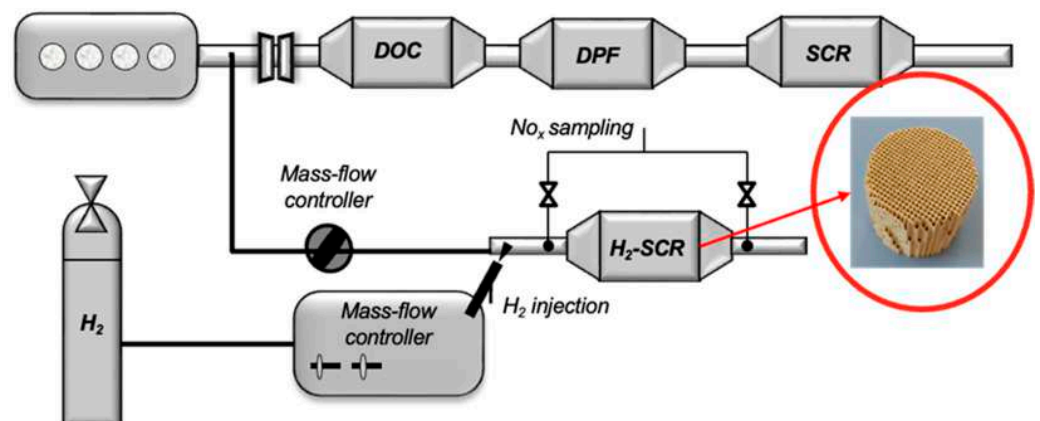 DOC
DPF
SCR
Noₓ sampling
Mass-flow
controller
H₂-SCR
H₂
Mass-flow
controller
H₂ injection